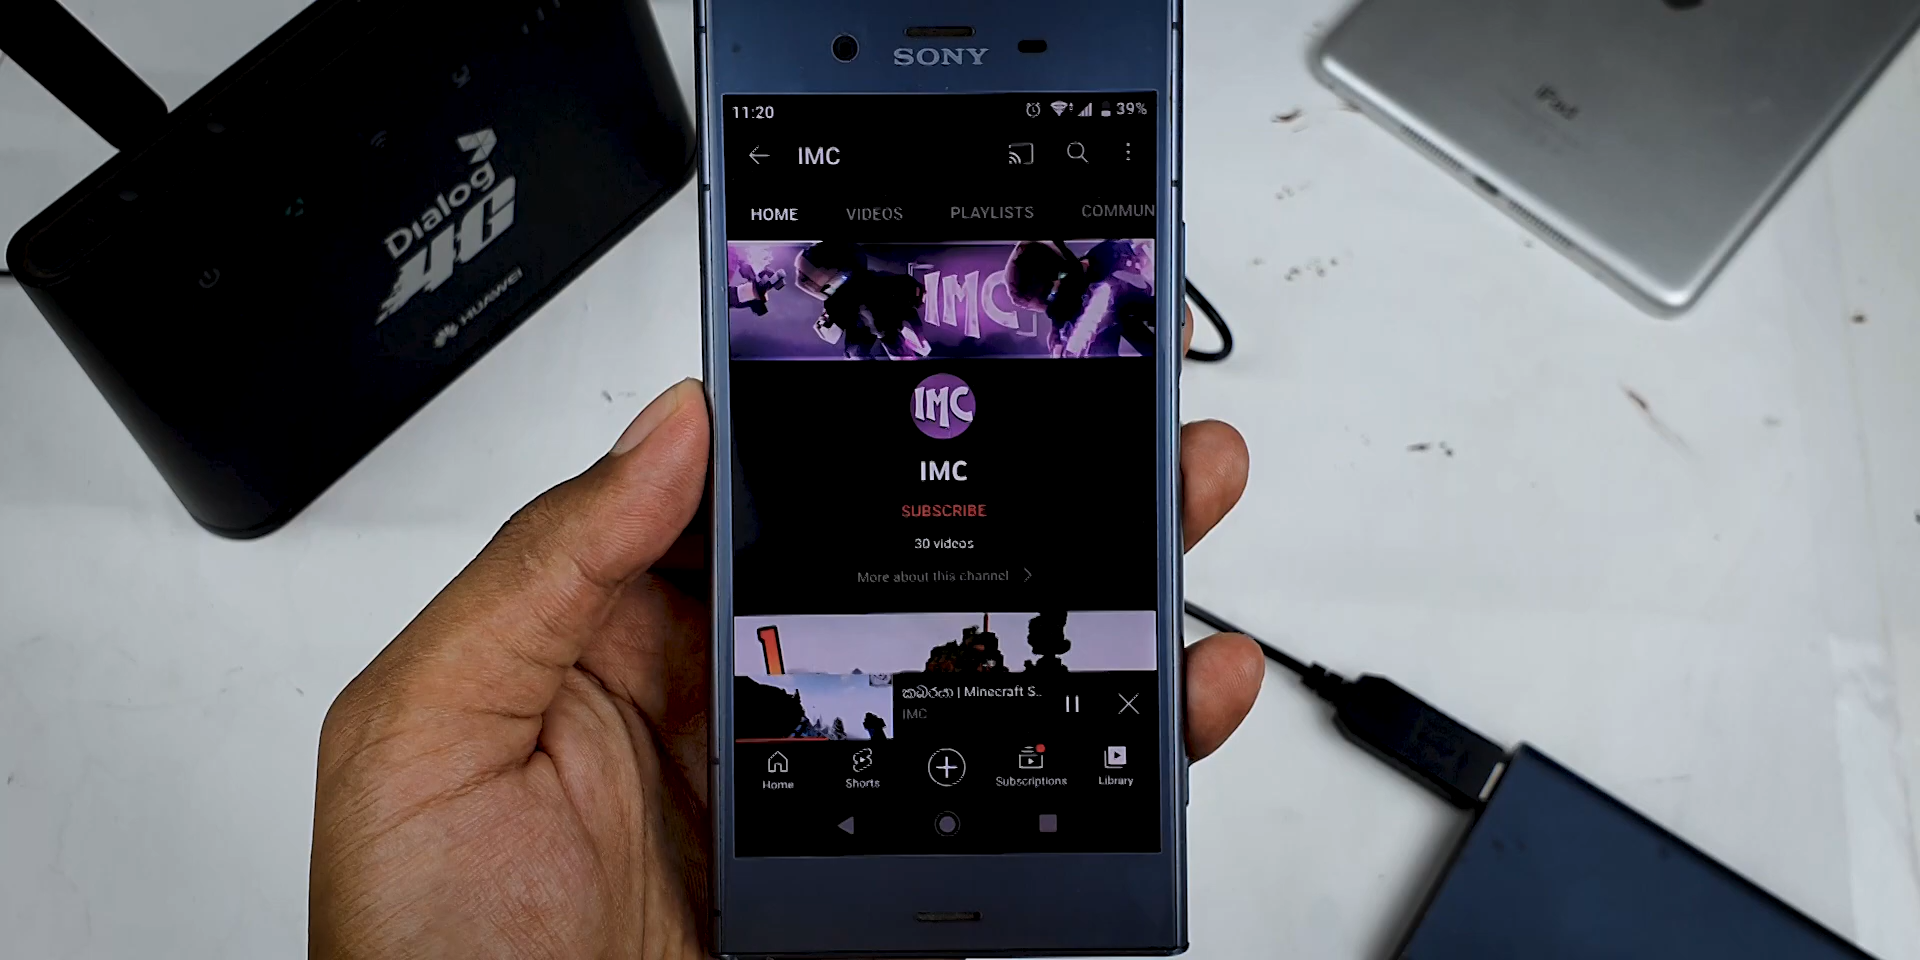 Dialog
4G
HUAWEI
SONY
iPad
11:20
39%
IMC
HOME VIDEOS PLAYLISTS COMMUN
IMC
IMC
IMC
SUBSCRIBE
30 videos
More about this channel
1
| Minecraft S..
IMC
Home Shorts Subscriptions Library